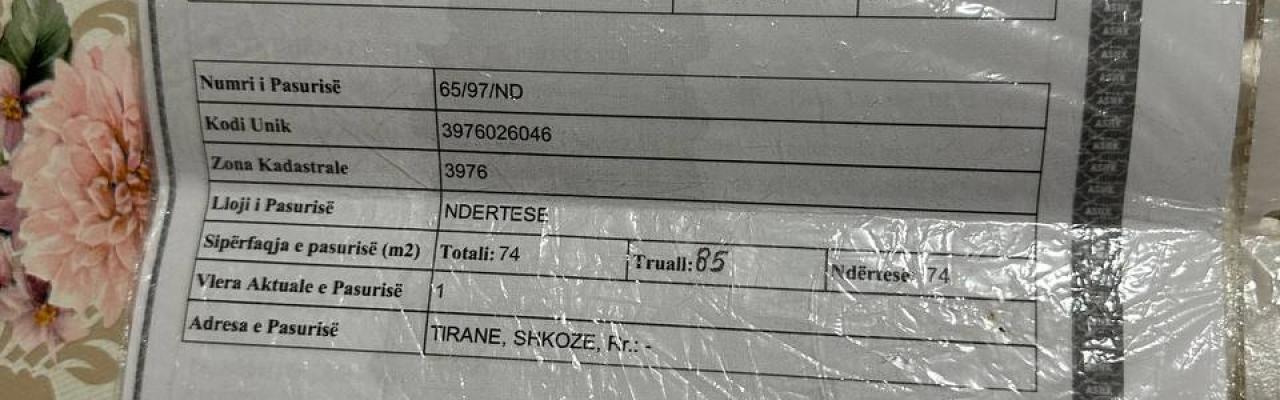 Numri i Pasurisë 65/97/ND
Kodi Unik 3976026046
Zona Kadastrale 3976
Lloji i Pasurisë NDERTESE
Sipërfaqja e pasurisë (m2) Totali: 74 Truall: 85 Ndërtese: 74
Vlera Aktuale e Pasurisë 1
Adresa e Pasurisë TIRANE, SHKOZE, Rr.: -
ASHK